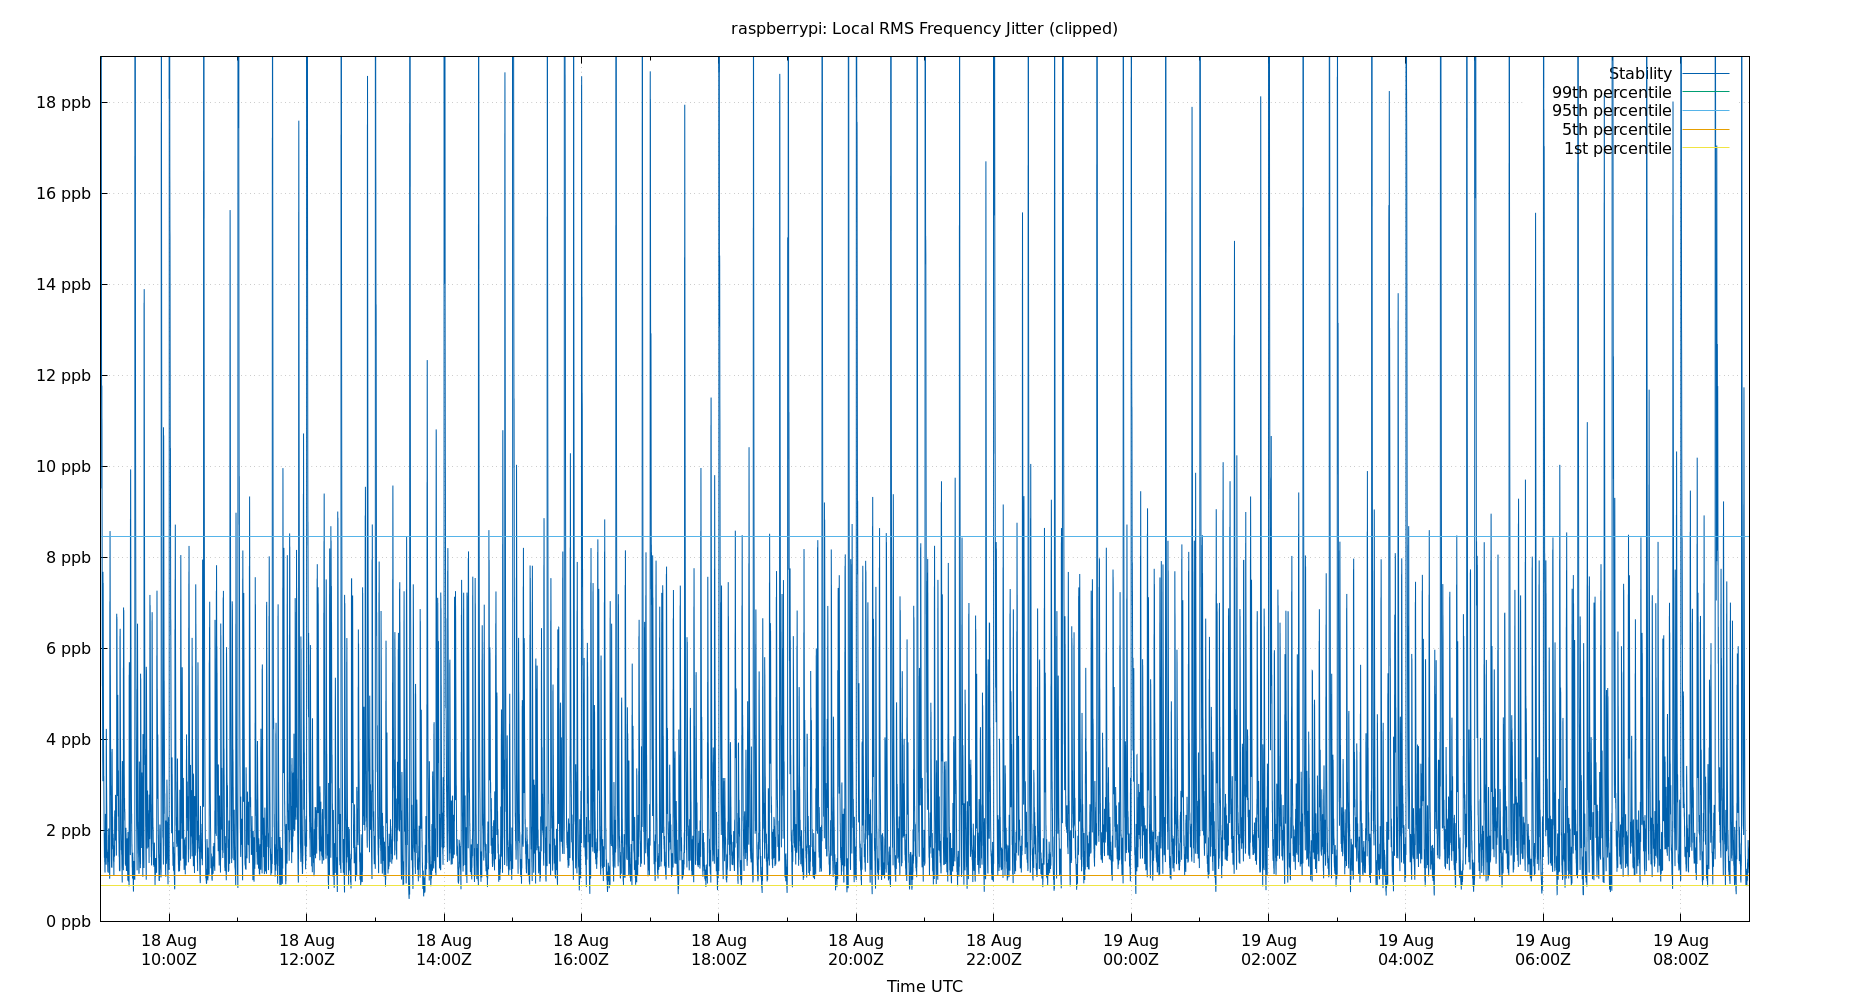 raspberrypi: Local RMS Frequency Jitter (clipped)
Stability
99th percentile
95th percentile
5th percentile
1st percentile
18 ppb
16 ppb
14 ppb
12 ppb
10 ppb
8 ppb
6 ppb
4 ppb
2 ppb
0 ppb
18 Aug 18 Aug 18 Aug 18 Aug 18 Aug 18 Aug 18 Aug 19 Aug 19 Aug 19 Aug 19 Aug 19 Aug
10:00Z 12:00Z 14:00Z 16:00Z 18:00Z 20:00Z 22:00Z 00:00Z 02:00Z 04:00Z 06:00Z 08:00Z
Time UTC